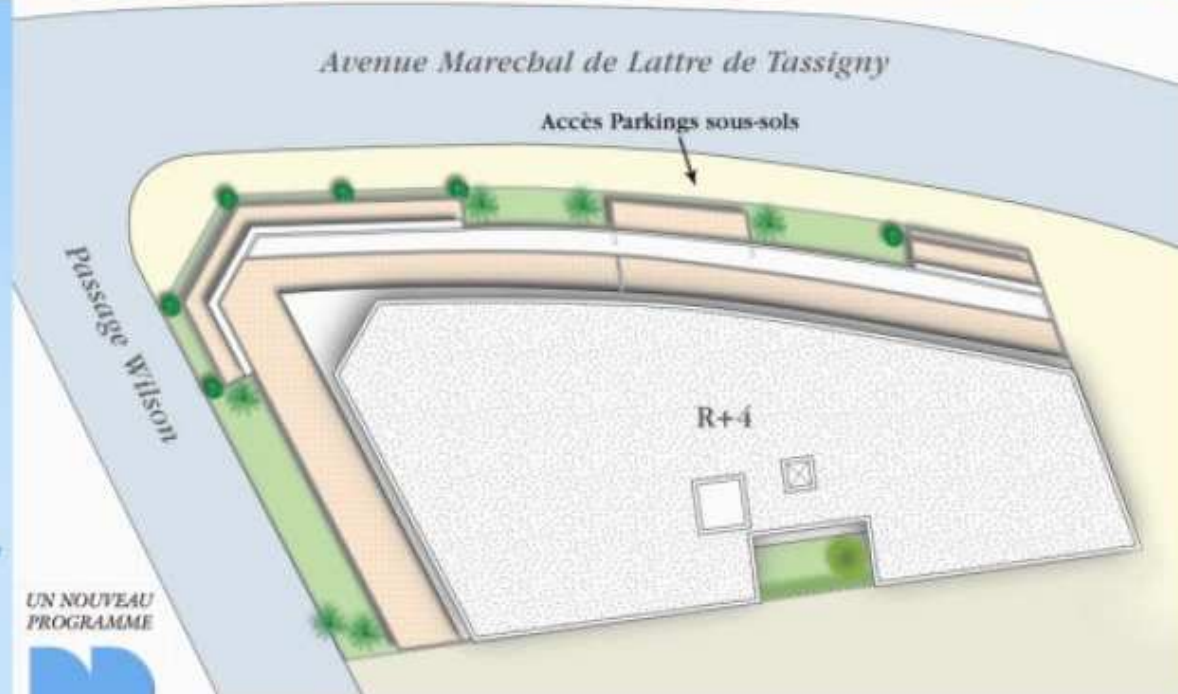 Avenue Marechal de Lattre de Tassigny
Accès Parkings sous-sols
Passage Wilson
R+4
UN NOUVEAU
PROGRAMME